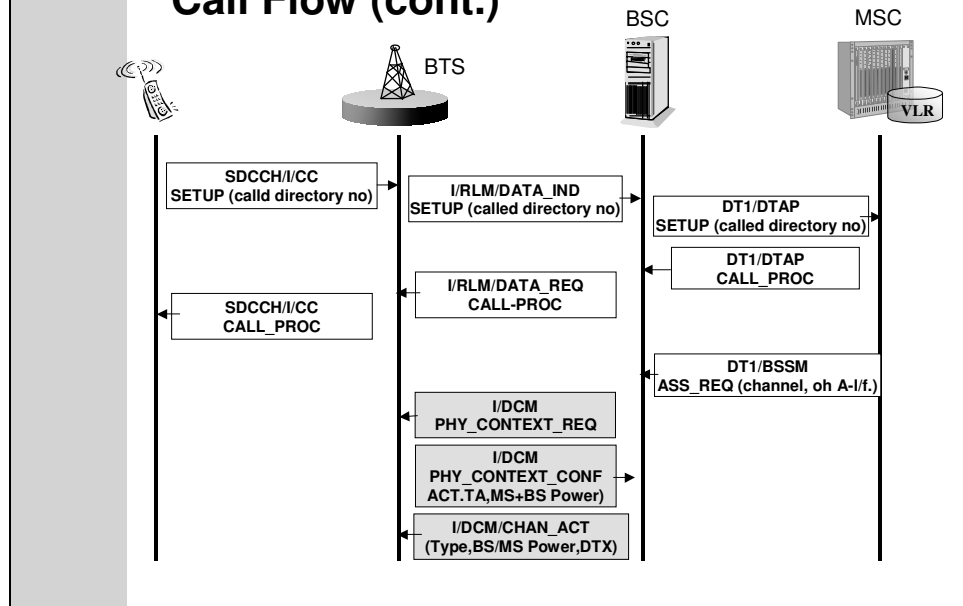 Call Flow (cont.)
BSC
MSC
BTS
VLR
SDCCH/I/CC
SETUP (calld directory no)
I/RLM/DATA_IND
SETUP (called directory no)
DT1/DTAP
SETUP (called directory no)
DT1/DTAP
CALL_PROC
I/RLM/DATA_REQ
CALL-PROC
SDCCH/I/CC
CALL_PROC
DT1/BSSM
ASS_REQ (channel, oh A-I/f.)
I/DCM
PHY_CONTEXT_REQ
I/DCM
PHY_CONTEXT_CONF
ACT.TA,MS+BS Power)
I/DCM/CHAN_ACT
(Type,BS/MS Power,DTX)